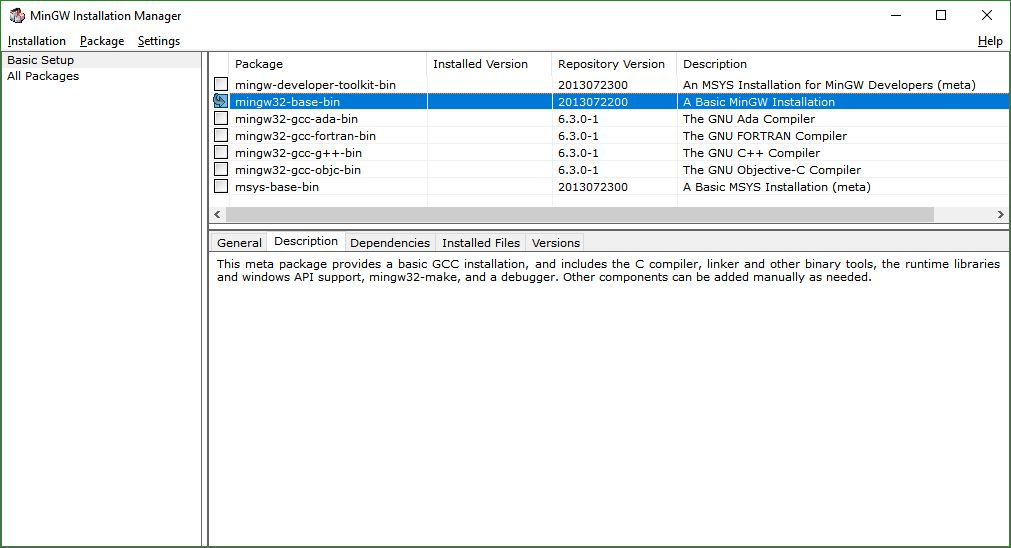 MinGW Installation Manager
Installation Package Settings Help
Basic Setup
All Packages
Package Installed Version Repository Version Description
mingw-developer-toolkit-bin 2013072300 An MSYS Installation for MinGW Developers (meta)
mingw32-base-bin 2013072200 A Basic MinGW Installation
mingw32-gcc-ada-bin 6.3.0-1 The GNU Ada Compiler
mingw32-gcc-fortran-bin 6.3.0-1 The GNU FORTRAN Compiler
mingw32-gcc-g++-bin 6.3.0-1 The GNU C++ Compiler
mingw32-gcc-objc-bin 6.3.0-1 The GNU Objective-C Compiler
msys-base-bin 2013072300 A Basic MSYS Installation (meta)
General Description Dependencies Installed Files Versions
This meta package provides a basic GCC installation, and includes the C compiler, linker and other binary tools, the runtime libraries
and windows API support, mingw32-make, and a debugger. Other components can be added manually as needed.